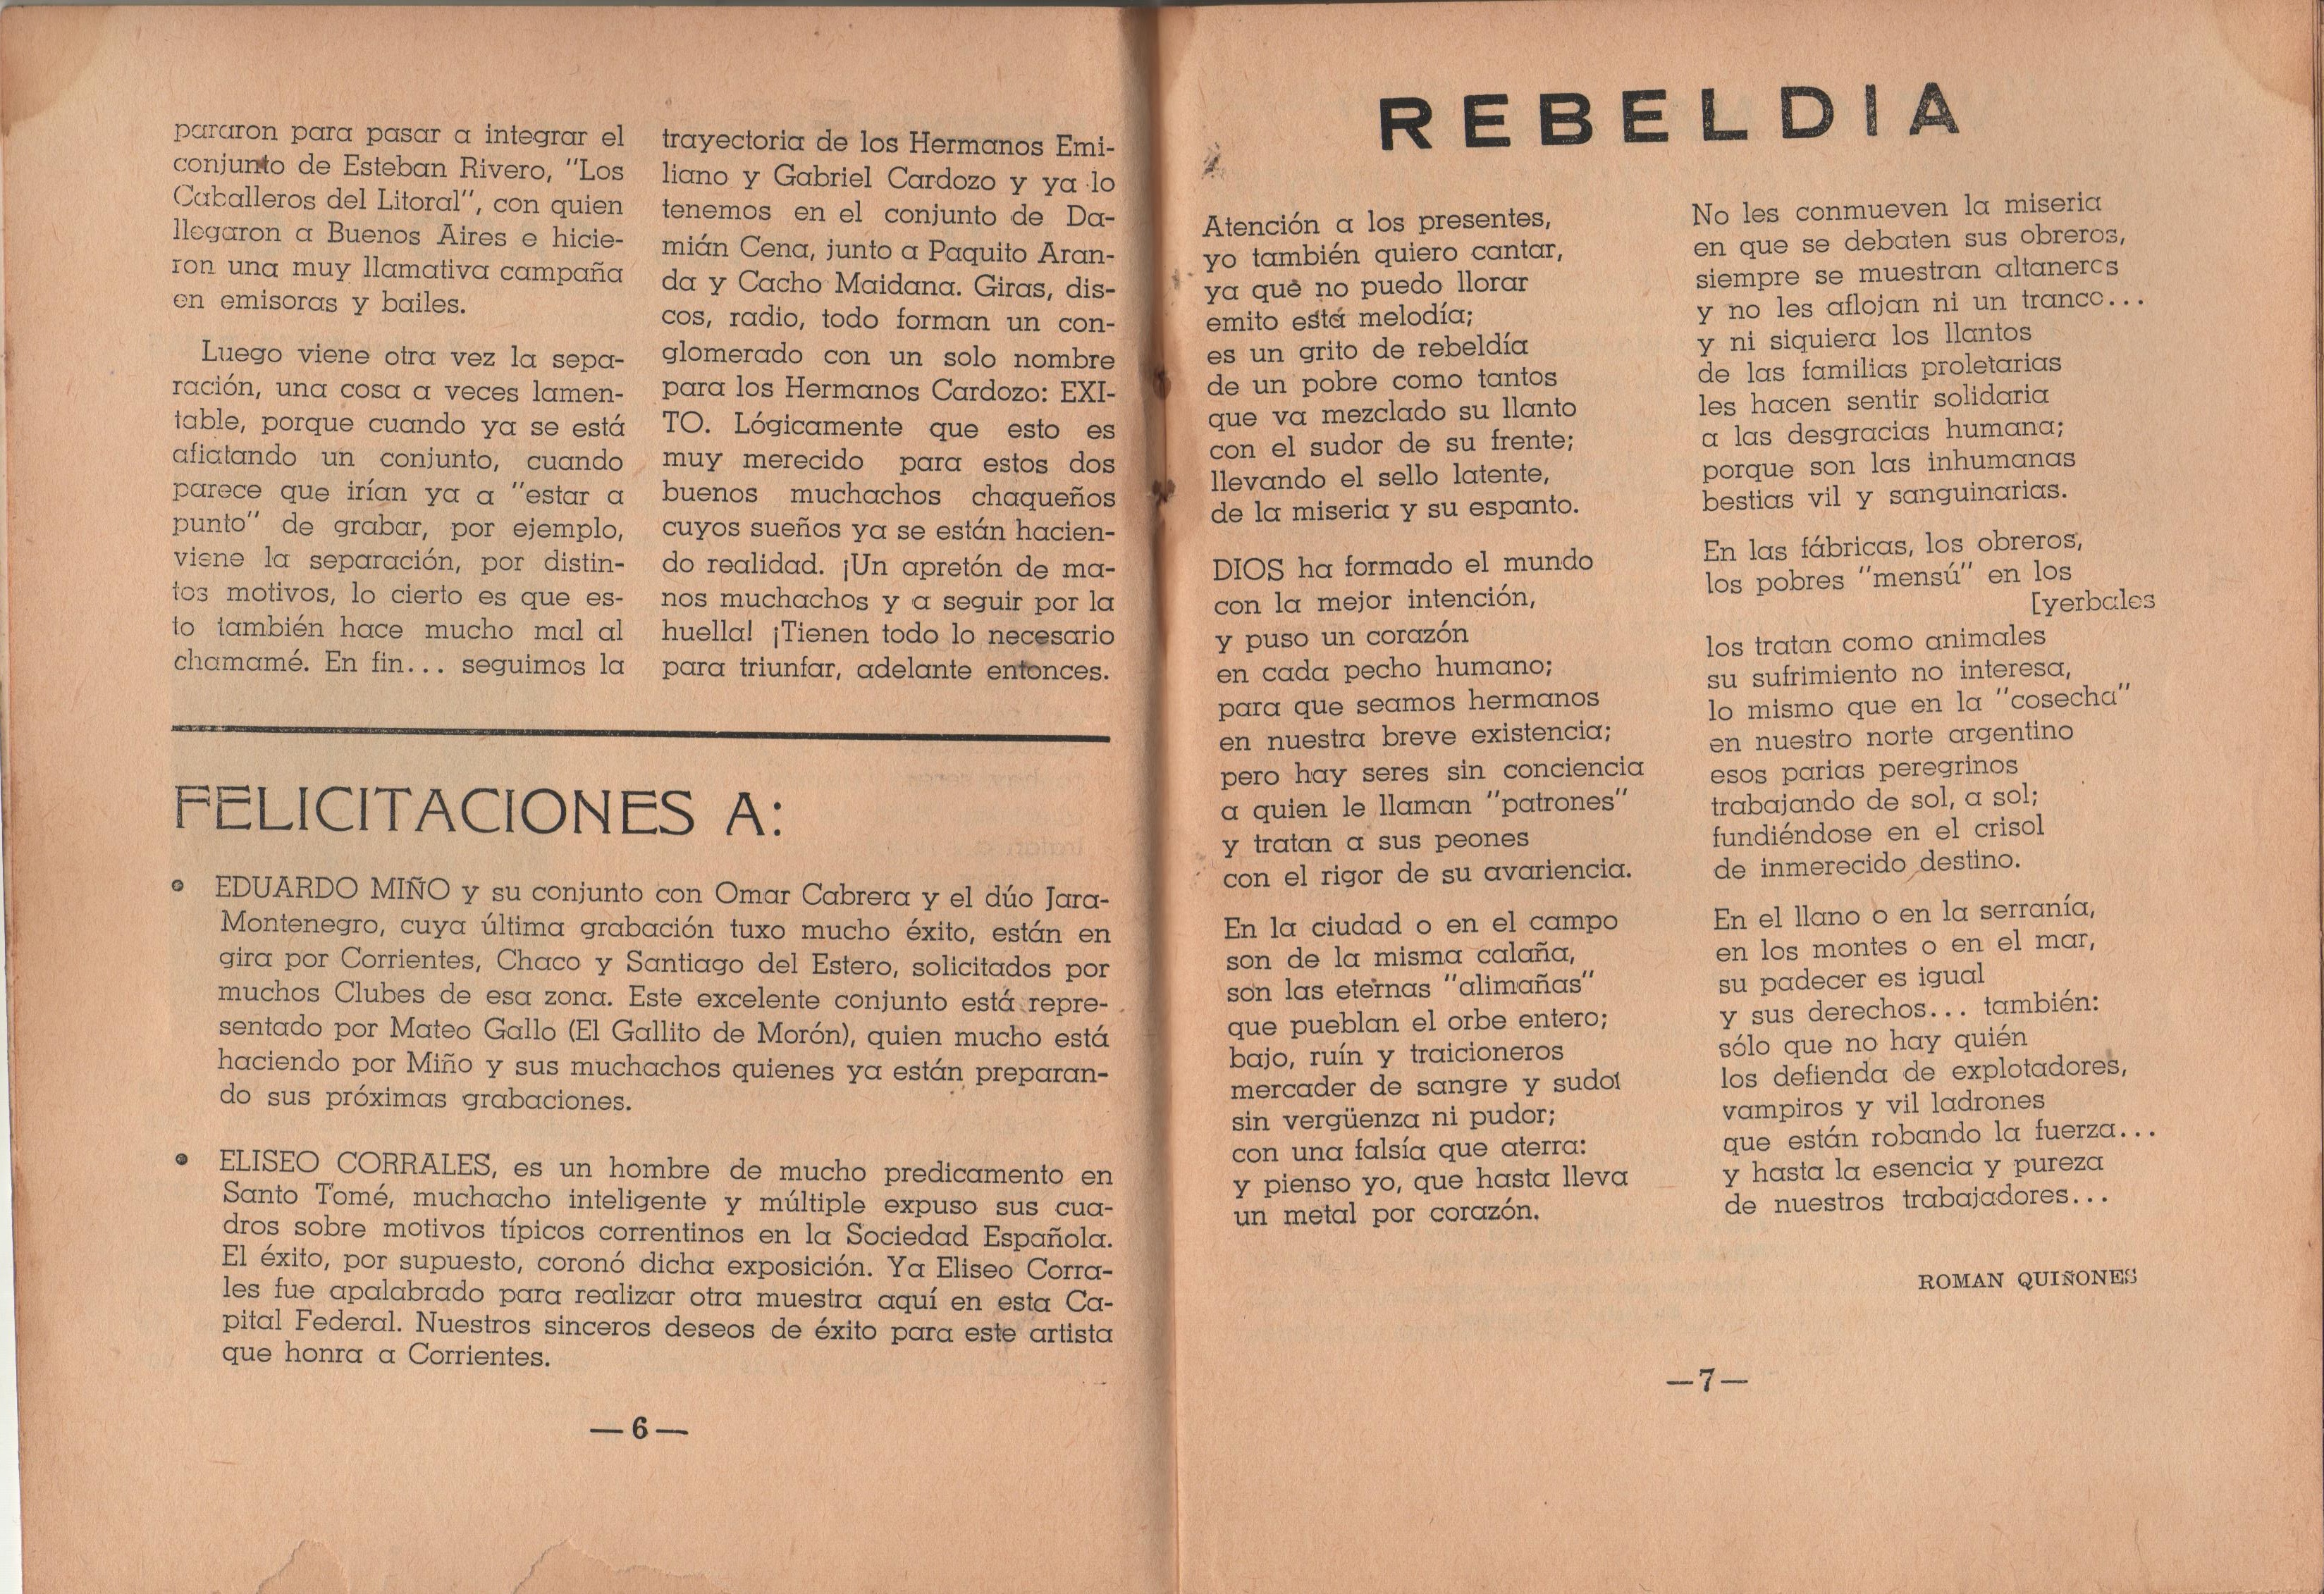 pararon para pasar a integrar el
conjunto de Esteban Rivero, "Los
Caballeros del Litoral", con quien
llegaron a Buenos Aires e hicie-
ron una muy llamativa campaña
en emisoras y bailes.
Luego viene otra vez la sepa-
ración, una cosa a veces lamen-
table, porque cuando ya se está
afiatando un conjunto, cuando
parece que irían ya a "estar a
punto" de grabar, por ejemplo,
viene la separación, por distin-
tos motivos, lo cierto es que es-
to también hace mucho mal al
chamamé. En fin... seguimos la
trayectoria de los Hermanos Emi-
liano y Gabriel Cardozo y ya lo
tenemos en el conjunto de Da-
mián Cena, junto a Paquito Aran-
da y Cacho Maidana. Giras, dis-
cos, radio, todo forman un con-
glomerado con un solo nombre
para los Hermanos Cardozo: EXI-
TO. Lógicamente que esto es
muy merecido para estos dos
buenos muchachos chaqueños
cuyos sueños ya se están hacien-
do realidad. ¡Un apretón de ma-
nos muchachos y a seguir por la
huella! ¡Tienen todo lo necesario
para triunfar, adelante entonces.
FELICITACIONES A:
• EDUARDO MIÑO y su conjunto con Omar Cabrera y el dúo Jara-
Montenegro, cuya última grabación tuxo mucho éxito, están en
gira por Corrientes, Chaco y Santiago del Estero, solicitados por
muchos Clubes de esa zona. Este excelente conjunto está repre-
sentado por Mateo Gallo (El Gallito de Morón), quien mucho está
haciendo por Miño y sus muchachos quienes ya están preparan-
do sus próximas grabaciones.
• ELISEO CORRALES, es un hombre de mucho predicamento en
Santo Tomé, muchacho inteligente y múltiple expuso sus cua-
dros sobre motivos típicos correntinos en la Sociedad Española.
El éxito, por supuesto, coronó dicha exposición. Ya Eliseo Corra-
les fue apalabrado para realizar otra muestra aquí en esta Ca-
pital Federal. Nuestros sinceros deseos de éxito para este artista
que honra a Corrientes.
—6—
REBELDIA
Atención a los presentes,
yo también quiero cantar,
ya que no puedo llorar
emito está melodía;
es un grito de rebeldía
de un pobre como tantos
que va mezclado su llanto
con el sudor de su frente;
llevando el sello latente,
de la miseria y su espanto.
DIOS ha formado el mundo
con la mejor intención,
y puso un corazón
en cada pecho humano;
para que seamos hermanos
en nuestra breve existencia;
pero hay seres sin conciencia
a quien le llaman "patrones"
y tratan a sus peones
con el rigor de su avariencia.
En la ciudad o en el campo
son de la misma calaña,
son las eternas "alimañas"
que pueblan el orbe entero;
bajo, ruín y traicioneros
mercader de sangre y sudor
sin vergüenza ni pudor;
con una falsía que aterra:
y pienso yo, que hasta lleva
un metal por corazón.
No les conmueven la miseria
en que se debaten sus obreros,
siempre se muestran altaneros
y no les aflojan ni un tranco...
y ni siquiera los llantos
de las familias proletarias
les hacen sentir solidaria
a las desgracias humana;
porque son las inhumanas
bestias vil y sanguinarias.
En las fábricas, los obreros,
los pobres "mensú" en los
[yerbales
los tratan como animales
su sufrimiento no interesa,
lo mismo que en la "cosecha"
en nuestro norte argentino
esos parias peregrinos
trabajando de sol, a sol;
fundiéndose en el crisol
de inmerecido destino.
En el llano o en la serranía,
en los montes o en el mar,
su padecer es igual
y sus derechos... también:
sólo que no hay quién
los defienda de explotadores,
vampiros y vil ladrones
que están robando la fuerza...
y hasta la esencia y pureza
de nuestros trabajadores...
ROMAN QUIÑONES
—7—